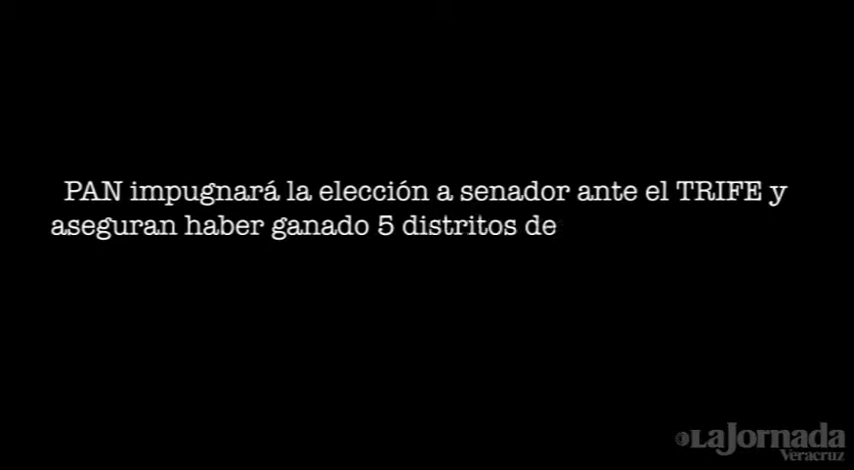 PAN impugnará la elección a senador ante el TRIFE y
aseguran haber ganado 5 distritos de
LaJornada
Veracruz